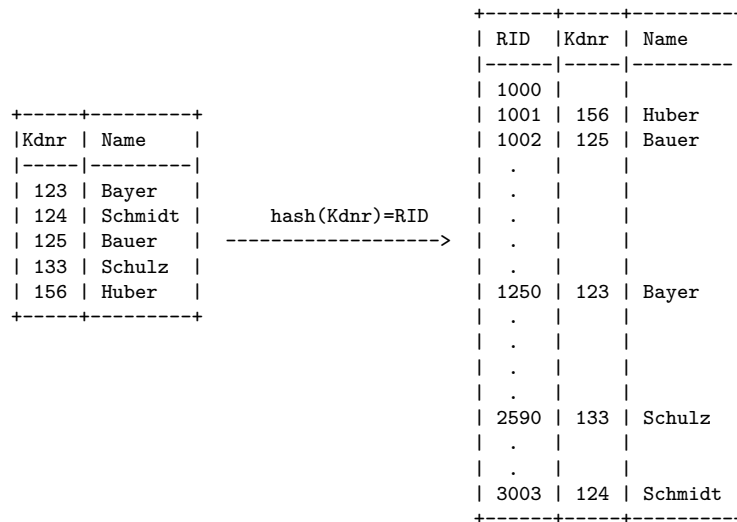 +------+-----+----------
| RID  |Kdnr | Name
|------|-----|---------
| 1000 |     |
+-----+---------+ | 1001 | 156 | Huber
|Kdnr | Name    | | 1002 | 125 | Bauer
|-----|---------| | .    |     |
| 123 | Bayer   | | .    |     |
| 124 | Schmidt | hash(Kdnr)=RID | .    |     |
| 125 | Bauer   | -------------------> | .    |     |
| 133 | Schulz  | | .    |     |
| 156 | Huber   | | 1250 | 123 | Bayer
+-----+---------+ | .    |     |
| .    |     |
| .    |     |
| .    |     |
| 2590 | 133 | Schulz
| .    |     |
| .    |     |
| 3003 | 124 | Schmidt
+------+-----+----------